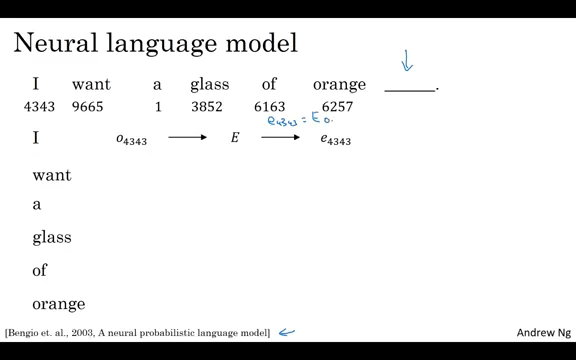 Neural language model
I want a glass of orange ______.
4343 9665 1 3852 6163 6257
e₄₃₄₃ = E o.
I o₄₃₄₃ → E → e₄₃₄₃
want
a
glass
of
orange
[Bengio et. al., 2003, A neural probabilistic language model] ←
Andrew Ng